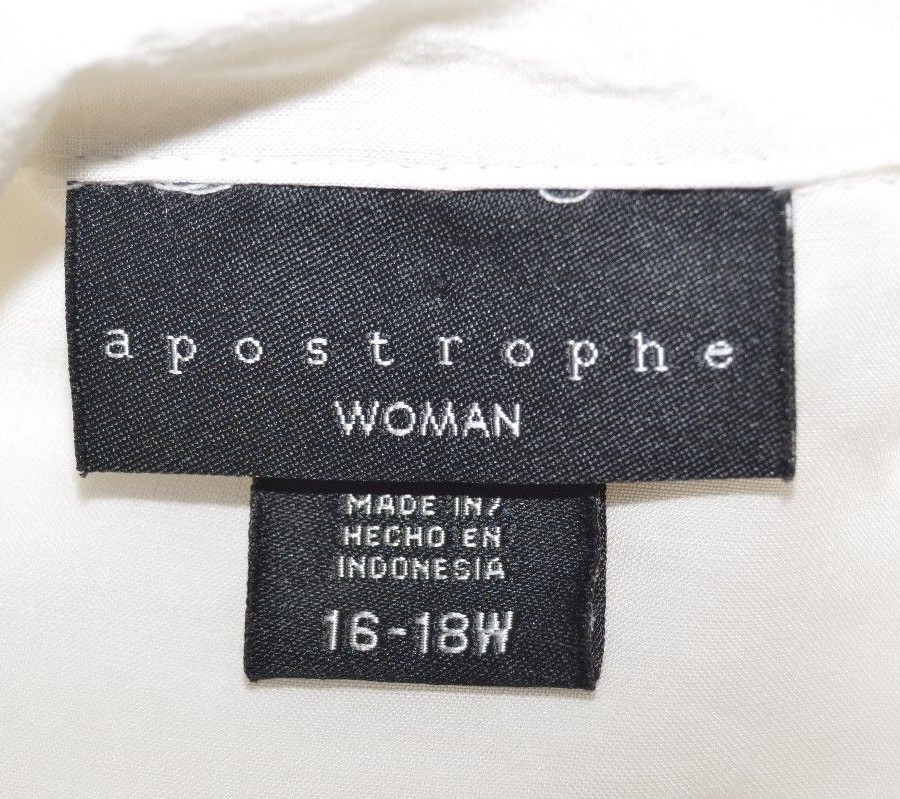 apostrophe
WOMAN
MADE IN/
HECHO EN
INDONESIA
16-18W